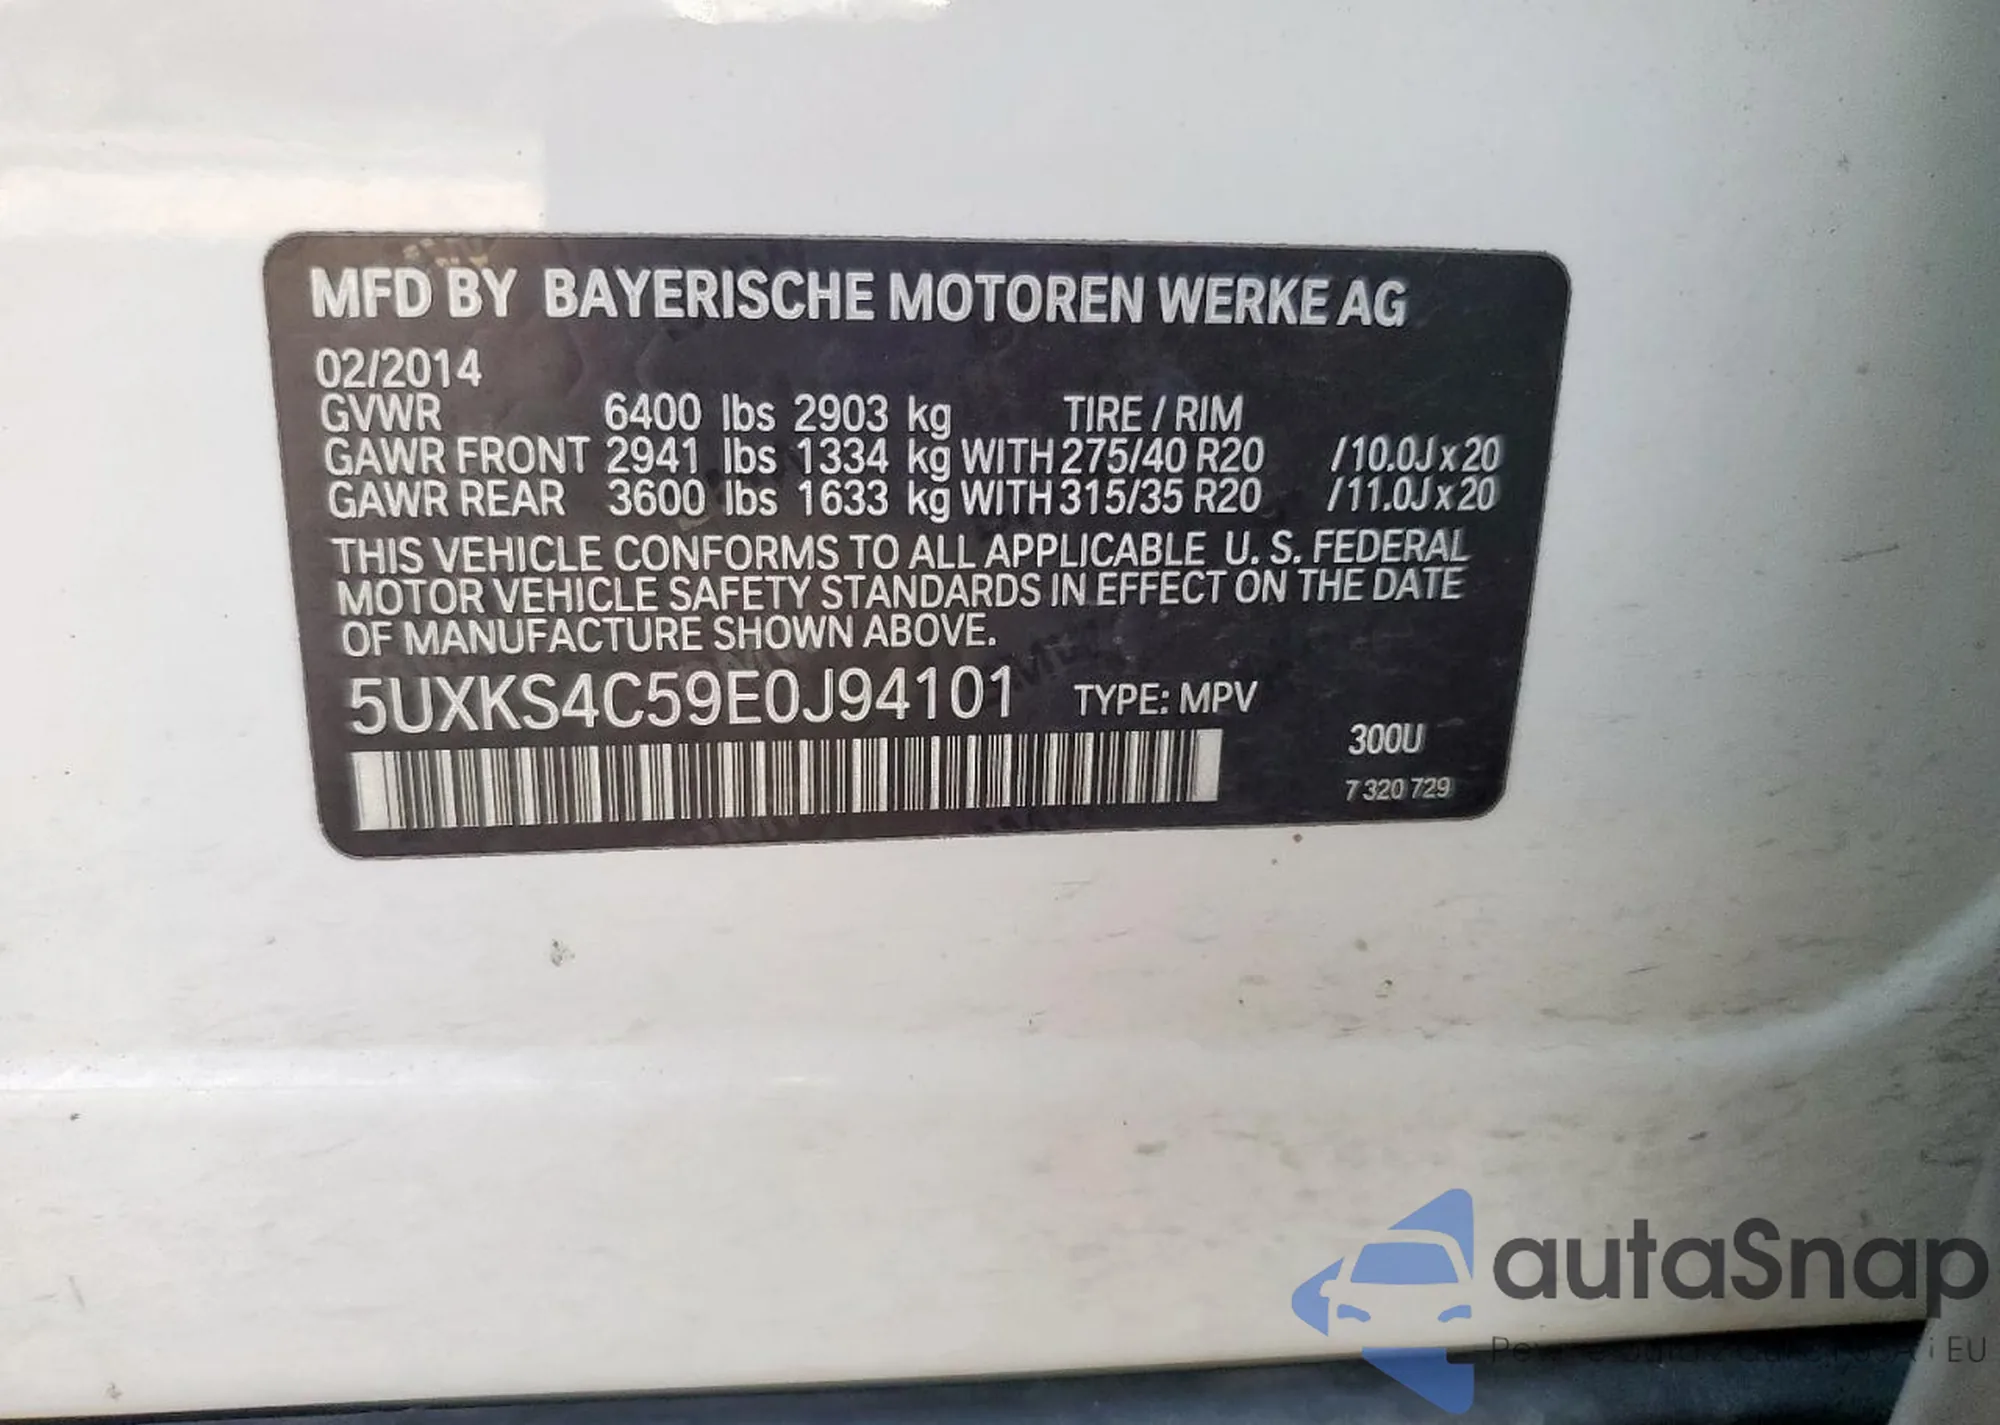 MFD BY BAYERISCHE MOTOREN WERKE AG
02/2014
GVWR 6400 lbs 2903 kg TIRE / RIM
GAWR FRONT 2941 lbs 1334 kg WITH 275/40 R20 /10.0J x 20
GAWR REAR 3600 lbs 1633 kg WITH 315/35 R20 /11.0J x 20
THIS VEHICLE CONFORMS TO ALL APPLICABLE U. S. FEDERAL
MOTOR VEHICLE SAFETY STANDARDS IN EFFECT ON THE DATE
OF MANUFACTURE SHOWN ABOVE.
5UXKS4C59E0J94101 TYPE: MPV
300U
7 320 729
autaSnap
i EU